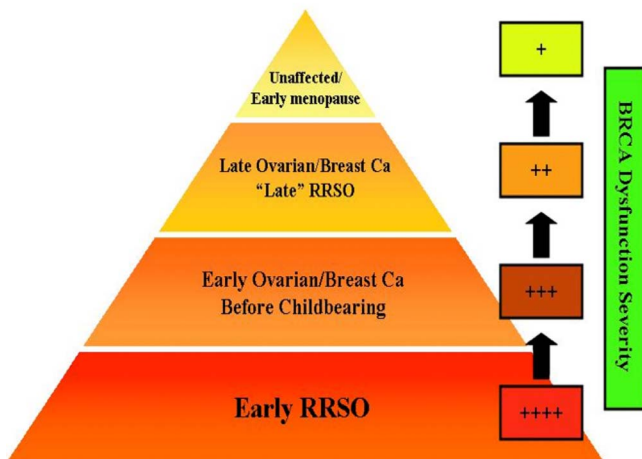 Unaffected/
Early menopause
+
Late Ovarian/Breast Ca
“Late” RRSO
++
Early Ovarian/Breast Ca
Before Childbearing
+++
Early RRSO
++++
BRCA Dysfunction Severity